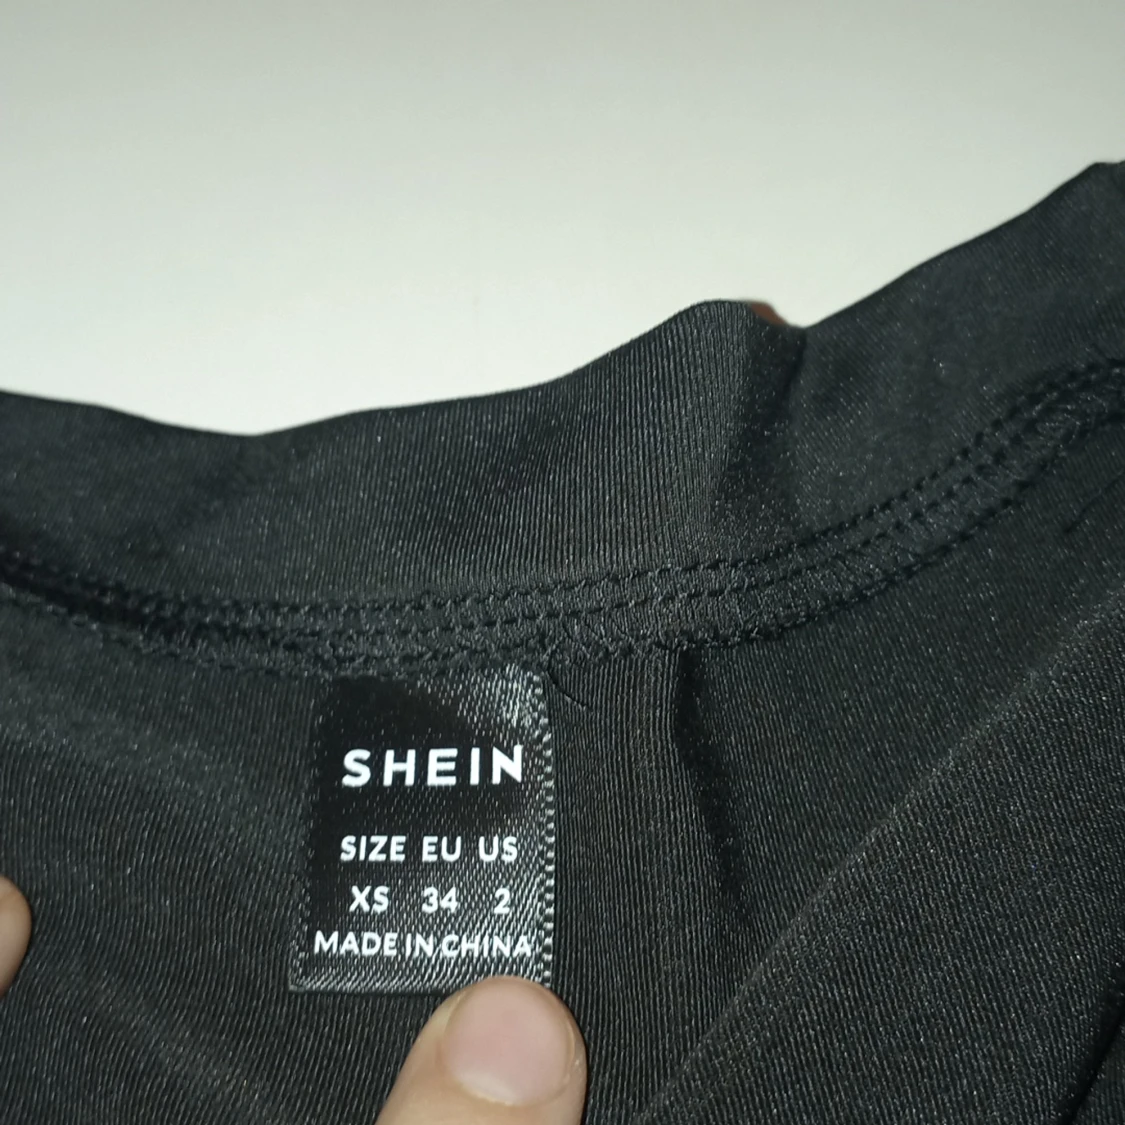 SHEIN
SIZE EU US
XS 34 2
MADE IN CHINA